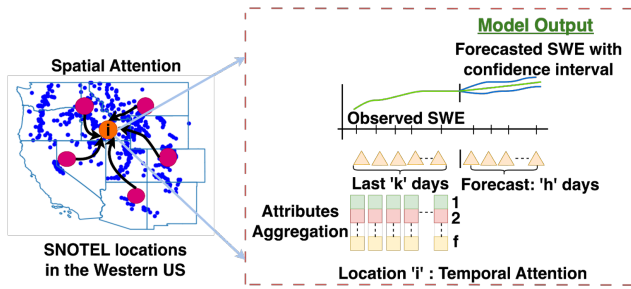 Spatial Attention
i
SNOTEL locations
in the Western US
Model Output
Forecasted SWE with
confidence interval
Observed SWE
Last 'k' days
Forecast: 'h' days
Attributes
Aggregation
1
2
f
Location 'i' : Temporal Attention